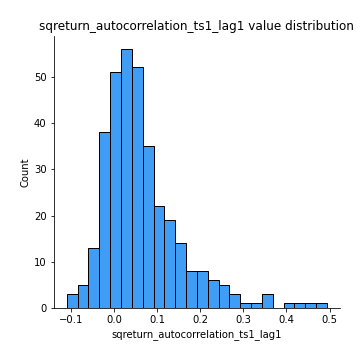 sqreturn_autocorrelation_ts1_lag1 value distribution
50
40
30
20
10
0
Count
−0.1 0.0 0.1 0.2 0.3 0.4 0.5
sqreturn_autocorrelation_ts1_lag1